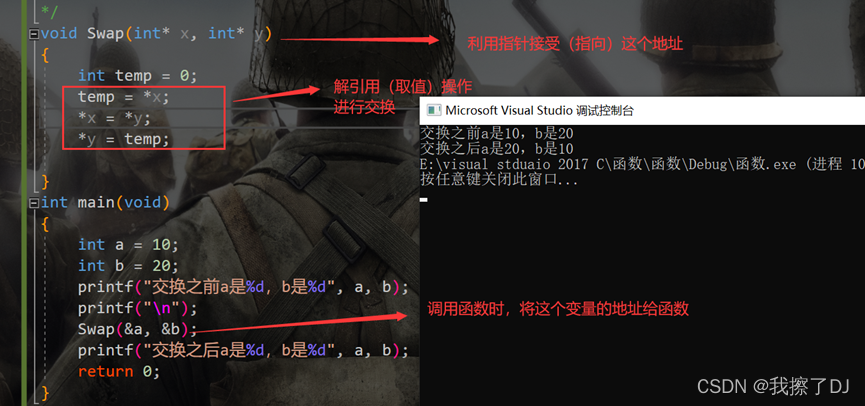 */
void Swap(int* x, int* y)
利用指针接受（指向）这个地址
{
int temp = 0;
temp = *x;
*x = *y;
*y = temp;
解引用（取值）操作
进行交换
}
int main(void)
{
int a = 10;
int b = 20;
printf("交换之前a是%d，b是%d", a, b);
printf("\n");
Swap(&a, &b);
printf("交换之后a是%d，b是%d", a, b);
return 0;
}
Microsoft Visual Studio 调试控制台
交换之前a是10，b是20
交换之后a是20，b是10
E:\visual stduaio 2017 C\函数\函数\Debug\函数.exe (进程 10
按任意键关闭此窗口...
调用函数时，将这个变量的地址给函数
CSDN @我擦了DJ